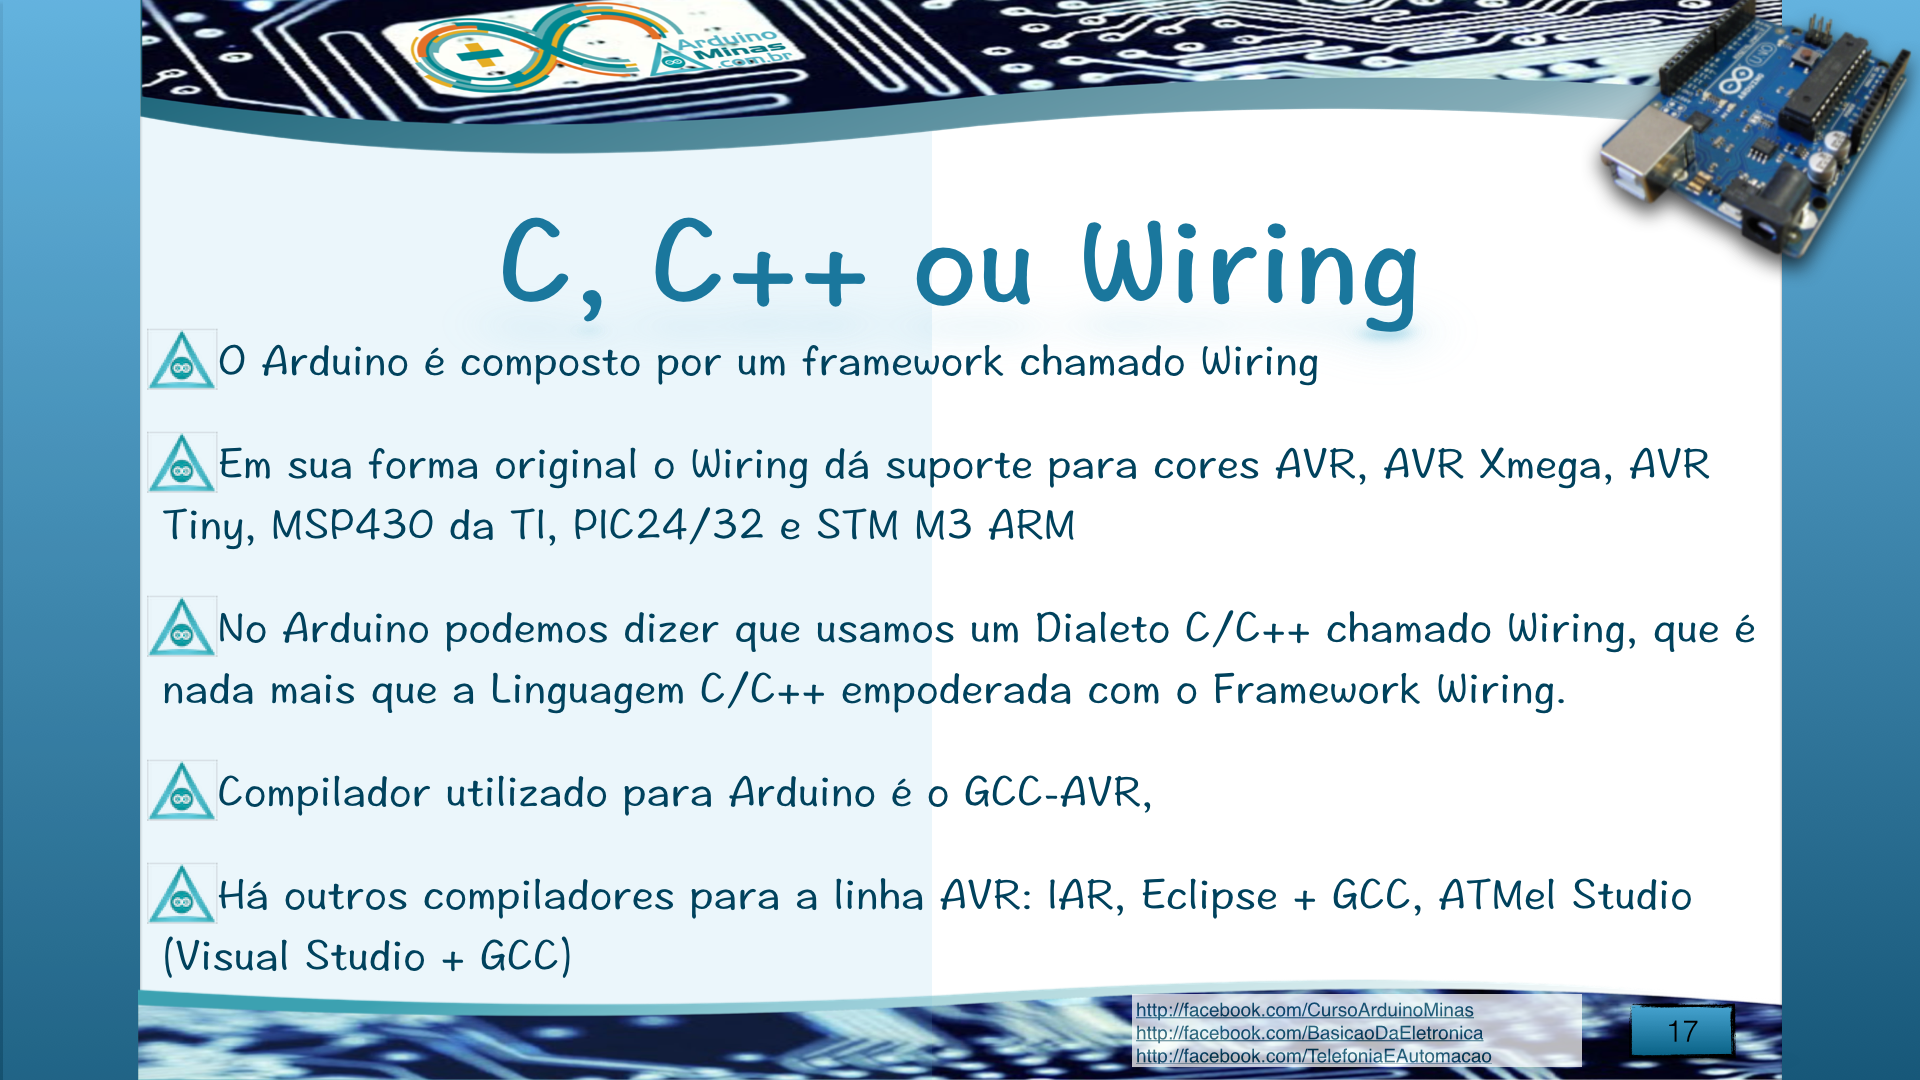 Arduino
Minas
.com.br
UNO
ARDUINO
C, C++ ou Wiring
O Arduino é composto por um framework chamado Wiring
Em sua forma original o Wiring dá suporte para cores AVR, AVR Xmega, AVR
Tiny, MSP430 da TI, PIC24/32 e STM M3 ARM
No Arduino podemos dizer que usamos um Dialeto C/C++ chamado Wiring, que é
nada mais que a Linguagem C/C++ empoderada com o Framework Wiring.
Compilador utilizado para Arduino é o GCC-AVR,
Há outros compiladores para a linha AVR: IAR, Eclipse + GCC, ATMel Studio
(Visual Studio + GCC)
http://facebook.com/CursoArduinoMinas
http://facebook.com/BasicaoDaEletronica
http://facebook.com/TelefoniaEAutomacao
17